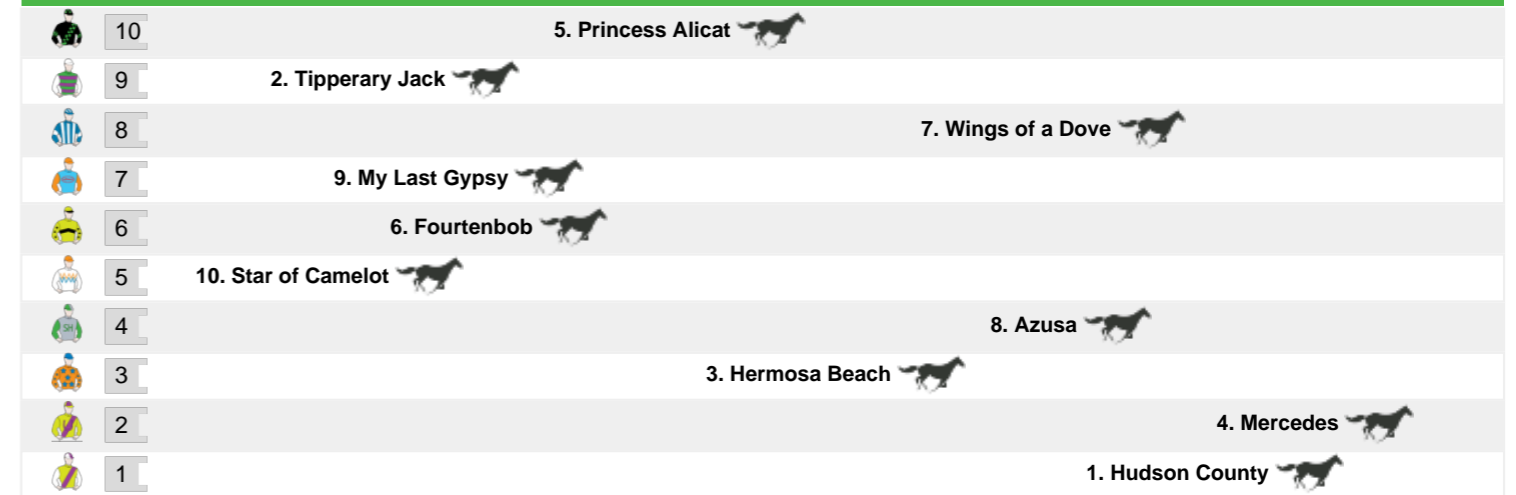 10 5. Princess Alicat
9 2. Tipperary Jack
8 7. Wings of a Dove
7 9. My Last Gypsy
6 6. Fourtenbob
5 10. Star of Camelot
SH 4 8. Azusa
3 3. Hermosa Beach
2 4. Mercedes
1 1. Hudson County